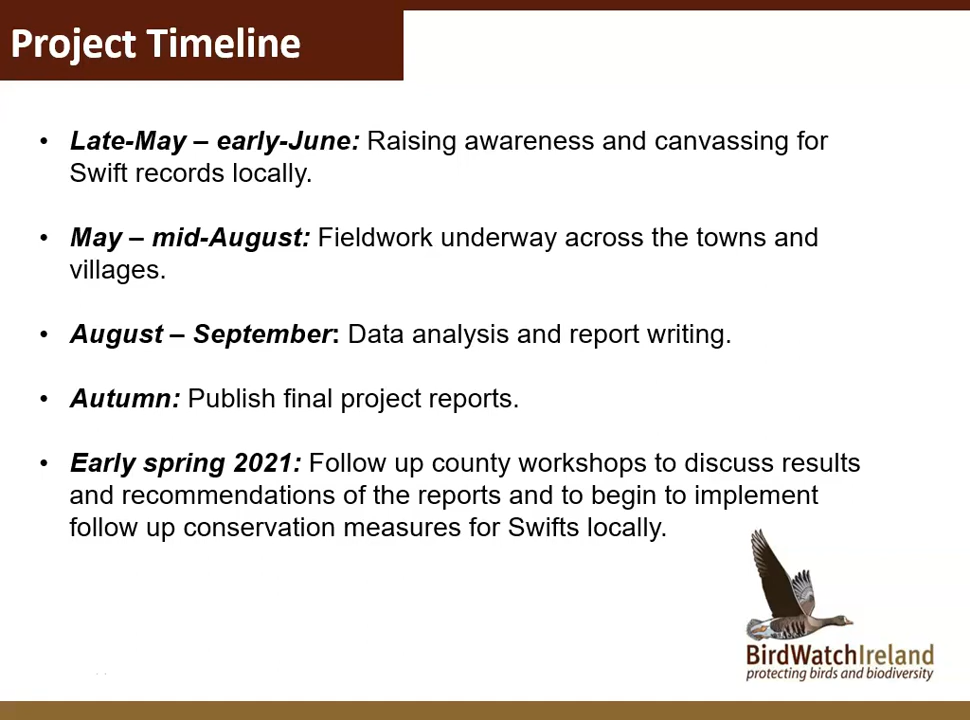 Project Timeline
• Late-May – early-June: Raising awareness and canvassing for
Swift records locally.
• May – mid-August: Fieldwork underway across the towns and
villages.
• August – September: Data analysis and report writing.
• Autumn: Publish final project reports.
• Early spring 2021: Follow up county workshops to discuss results
and recommendations of the reports and to begin to implement
follow up conservation measures for Swifts locally.
BirdWatchIreland
protecting birds and biodiversity